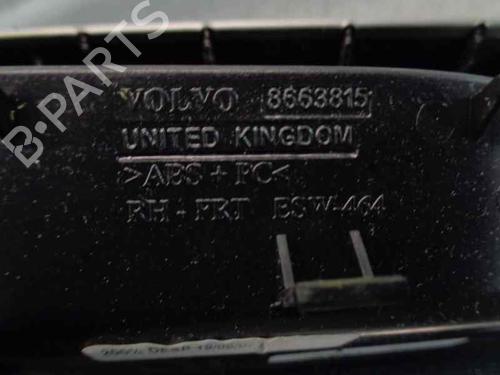 B-PARTS
VOLVO 8663815
UNITED KINGDOM
>ABS + PC<
RH - FRT ESW-464